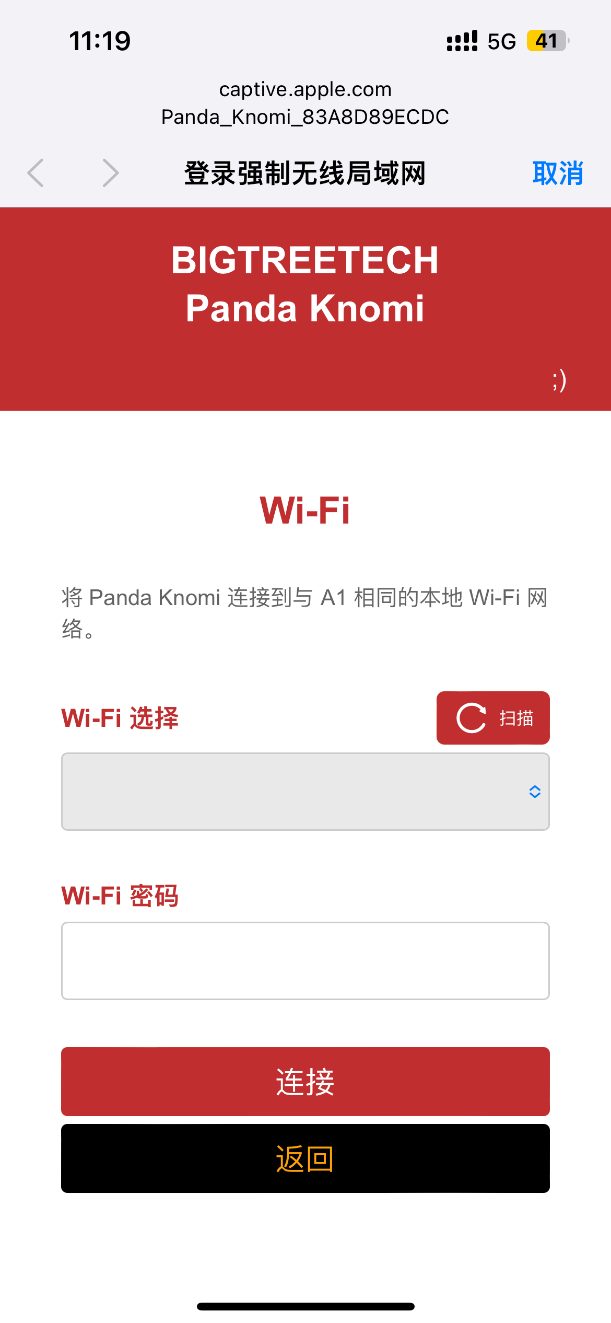 11:19
5G
41
captive.apple.com
Panda_Knomi_83A8D89ECDC
登录强制无线局域网
取消
BIGTREETECH
Panda Knomi
;)
Wi-Fi
将 Panda Knomi 连接到与 A1 相同的本地 Wi-Fi 网
络。
Wi-Fi 选择
扫描
Wi-Fi 密码
连接
返回